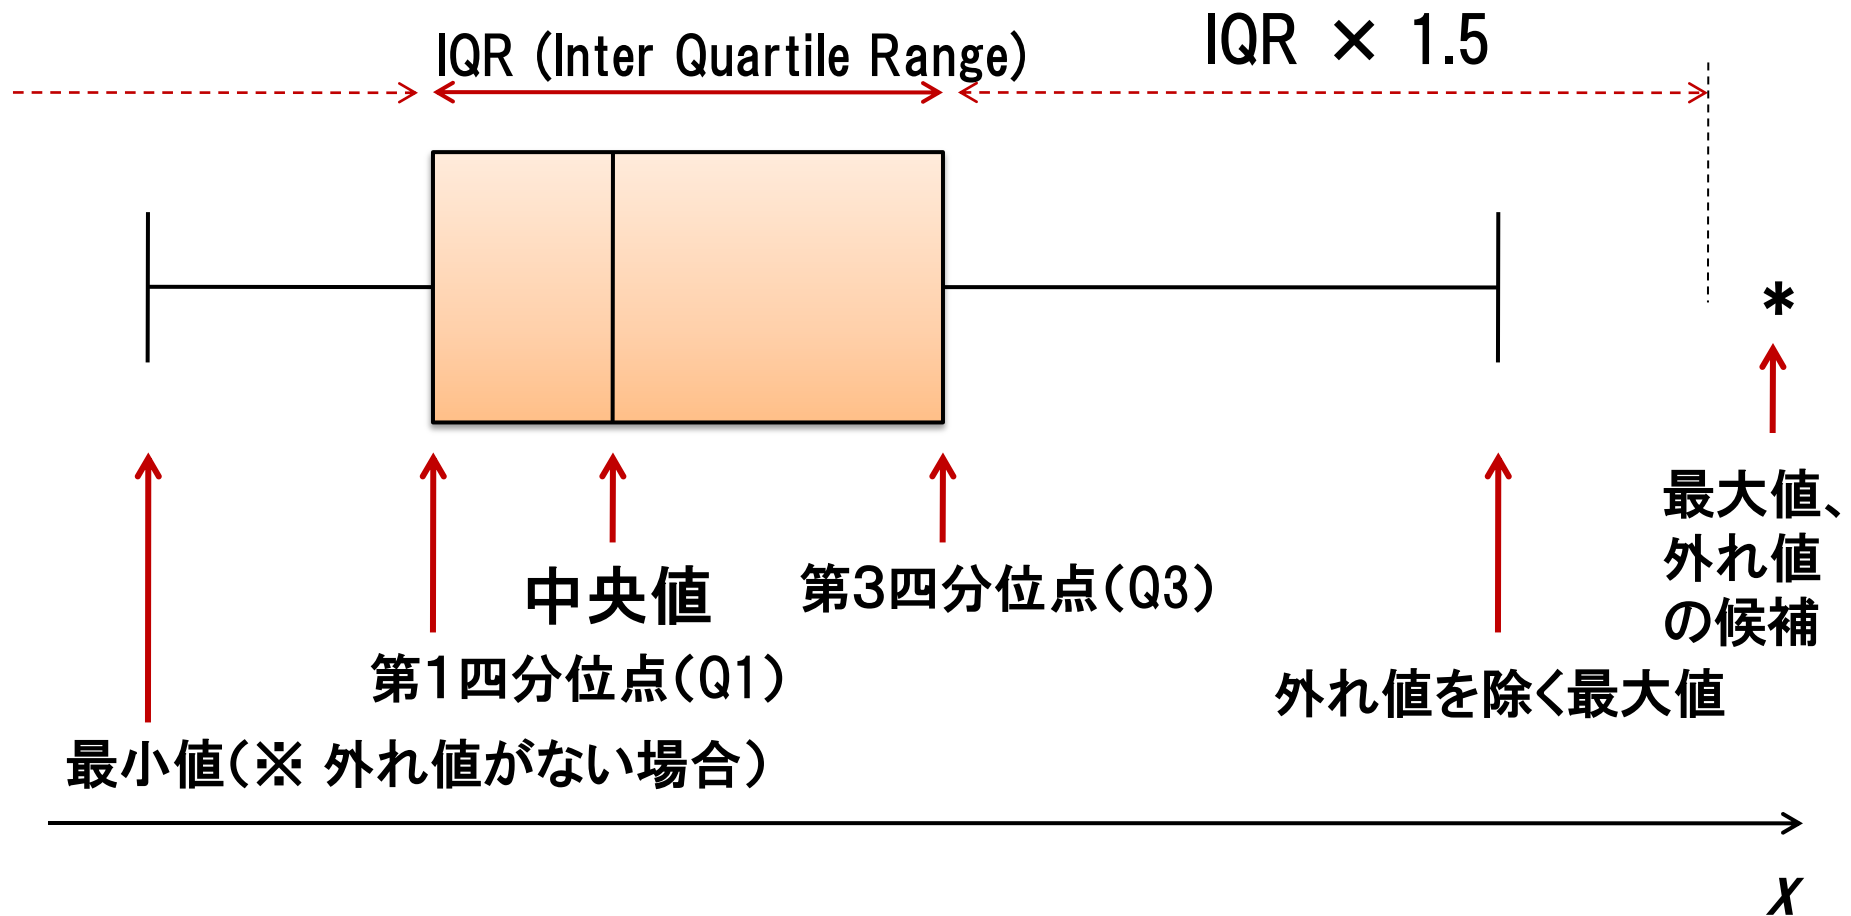 IQR (Inter Quartile Range)
IQR × 1.5
*
最大値、
外れ値
の候補
中央値
第3四分位点(Q3)
第1四分位点(Q1)
外れ値を除く最大値
最小値(※ 外れ値がない場合)
x